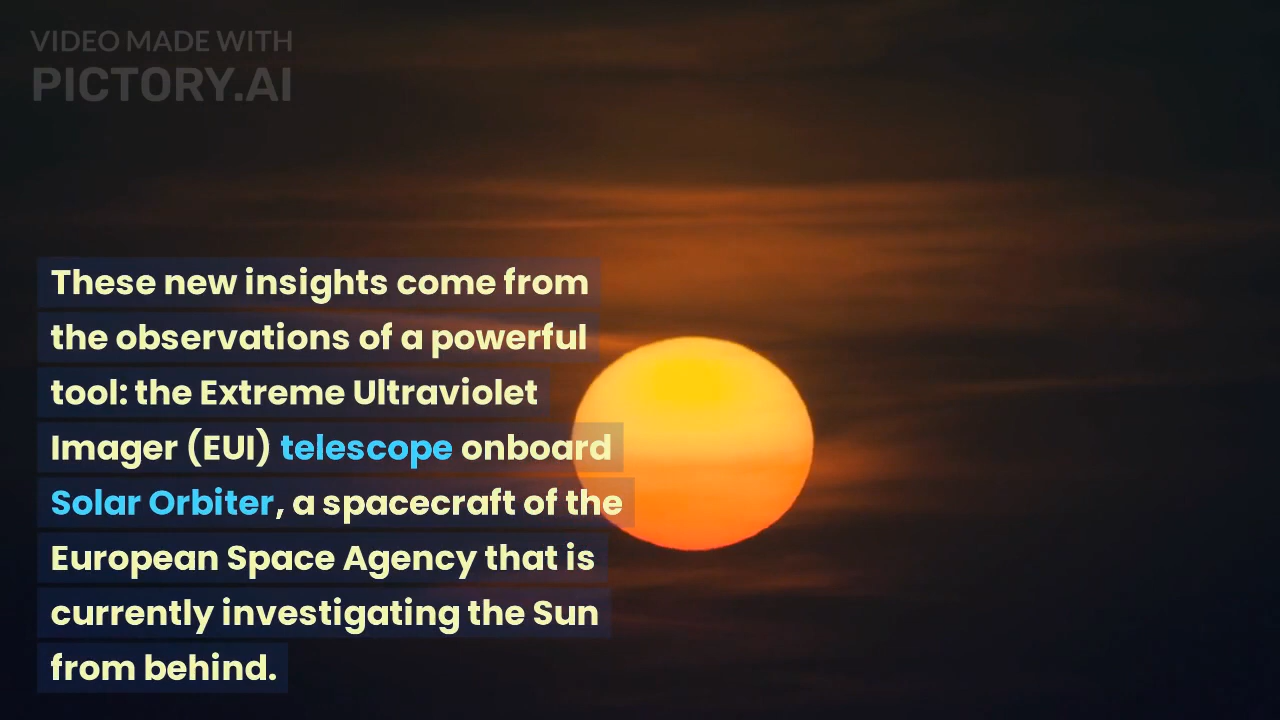 VIDEO MADE WITH
PICTORY.AI
These new insights come from
the observations of a powerful
tool: the Extreme Ultraviolet
Imager (EUI) telescope onboard
Solar Orbiter, a spacecraft of the
European Space Agency that is
currently investigating the Sun
from behind.